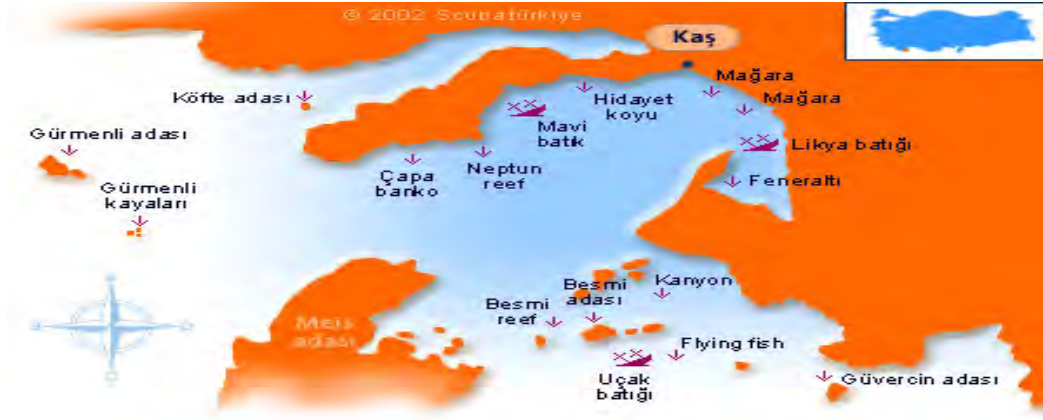 © 2002 Scubatürkiye
Kaş
Mağara
Köfte adası
Hidayet
koyu
Mağara
Mavi
batık
Gürmenli adası
Likya batığı
Çapa
banko
Neptun
reef
Feneraltı
Gürmenli
kayaları
Besmi
adası
Kanyon
Besmi
reef
Meis
adası
Flying fish
Uçak
batığı
Güvercin adası